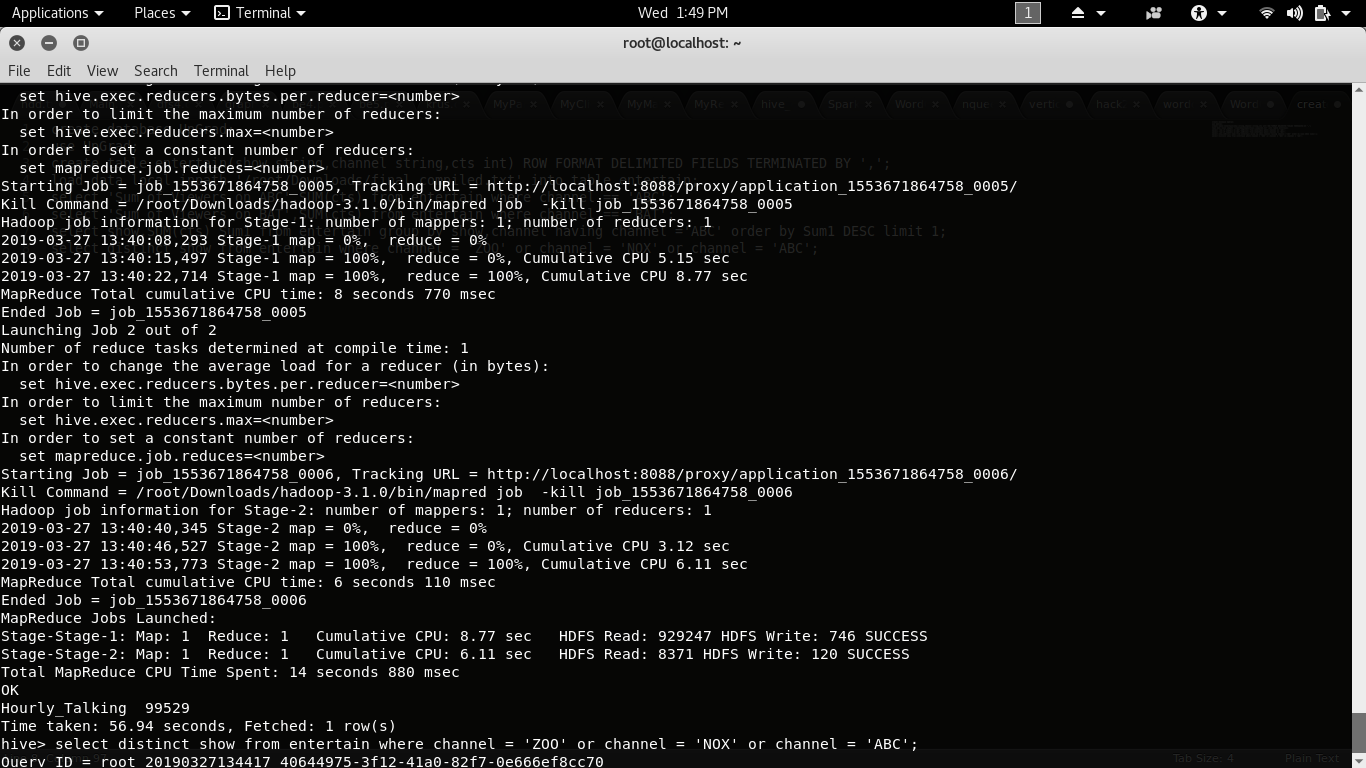 Applications Places Terminal Wed 1:49 PM 1
root@localhost: ~
File Edit View Search Terminal Help
set hive.exec.reducers.bytes.per.reducer=<number>
In order to limit the maximum number of reducers:
set hive.exec.reducers.max=<number>
In order to set a constant number of reducers:
set mapreduce.job.reduces=<number>
Starting Job = job_1553671864758_0005, Tracking URL = http://localhost:8088/proxy/application_1553671864758_0005/
Kill Command = /root/Downloads/hadoop-3.1.0/bin/mapred job  -kill job_1553671864758_0005
Hadoop job information for Stage-1: number of mappers: 1; number of reducers: 1
2019-03-27 13:40:08,293 Stage-1 map = 0%,  reduce = 0%
2019-03-27 13:40:15,497 Stage-1 map = 100%,  reduce = 0%, Cumulative CPU 5.15 sec
2019-03-27 13:40:22,714 Stage-1 map = 100%,  reduce = 100%, Cumulative CPU 8.77 sec
MapReduce Total cumulative CPU time: 8 seconds 770 msec
Ended Job = job_1553671864758_0005
Launching Job 2 out of 2
Number of reduce tasks determined at compile time: 1
In order to change the average load for a reducer (in bytes):
set hive.exec.reducers.bytes.per.reducer=<number>
In order to limit the maximum number of reducers:
set hive.exec.reducers.max=<number>
In order to set a constant number of reducers:
set mapreduce.job.reduces=<number>
Starting Job = job_1553671864758_0006, Tracking URL = http://localhost:8088/proxy/application_1553671864758_0006/
Kill Command = /root/Downloads/hadoop-3.1.0/bin/mapred job  -kill job_1553671864758_0006
Hadoop job information for Stage-2: number of mappers: 1; number of reducers: 1
2019-03-27 13:40:40,345 Stage-2 map = 0%,  reduce = 0%
2019-03-27 13:40:46,527 Stage-2 map = 100%,  reduce = 0%, Cumulative CPU 3.12 sec
2019-03-27 13:40:53,773 Stage-2 map = 100%,  reduce = 100%, Cumulative CPU 6.11 sec
MapReduce Total cumulative CPU time: 6 seconds 110 msec
Ended Job = job_1553671864758_0006
MapReduce Jobs Launched:
Stage-Stage-1: Map: 1  Reduce: 1   Cumulative CPU: 8.77 sec   HDFS Read: 929247 HDFS Write: 746 SUCCESS
Stage-Stage-2: Map: 1  Reduce: 1   Cumulative CPU: 6.11 sec   HDFS Read: 8371 HDFS Write: 120 SUCCESS
Total MapReduce CPU Time Spent: 14 seconds 880 msec
OK
Hourly_Talking  99529
Time taken: 56.94 seconds, Fetched: 1 row(s)
hive> select distinct show from entertain where channel = 'ZOO' or channel = 'NOX' or channel = 'ABC';
Query ID = root_20190327134417_40644975-3f12-41a0-82f7-0e666ef8cc70
Tab Size: 4 Plain Text